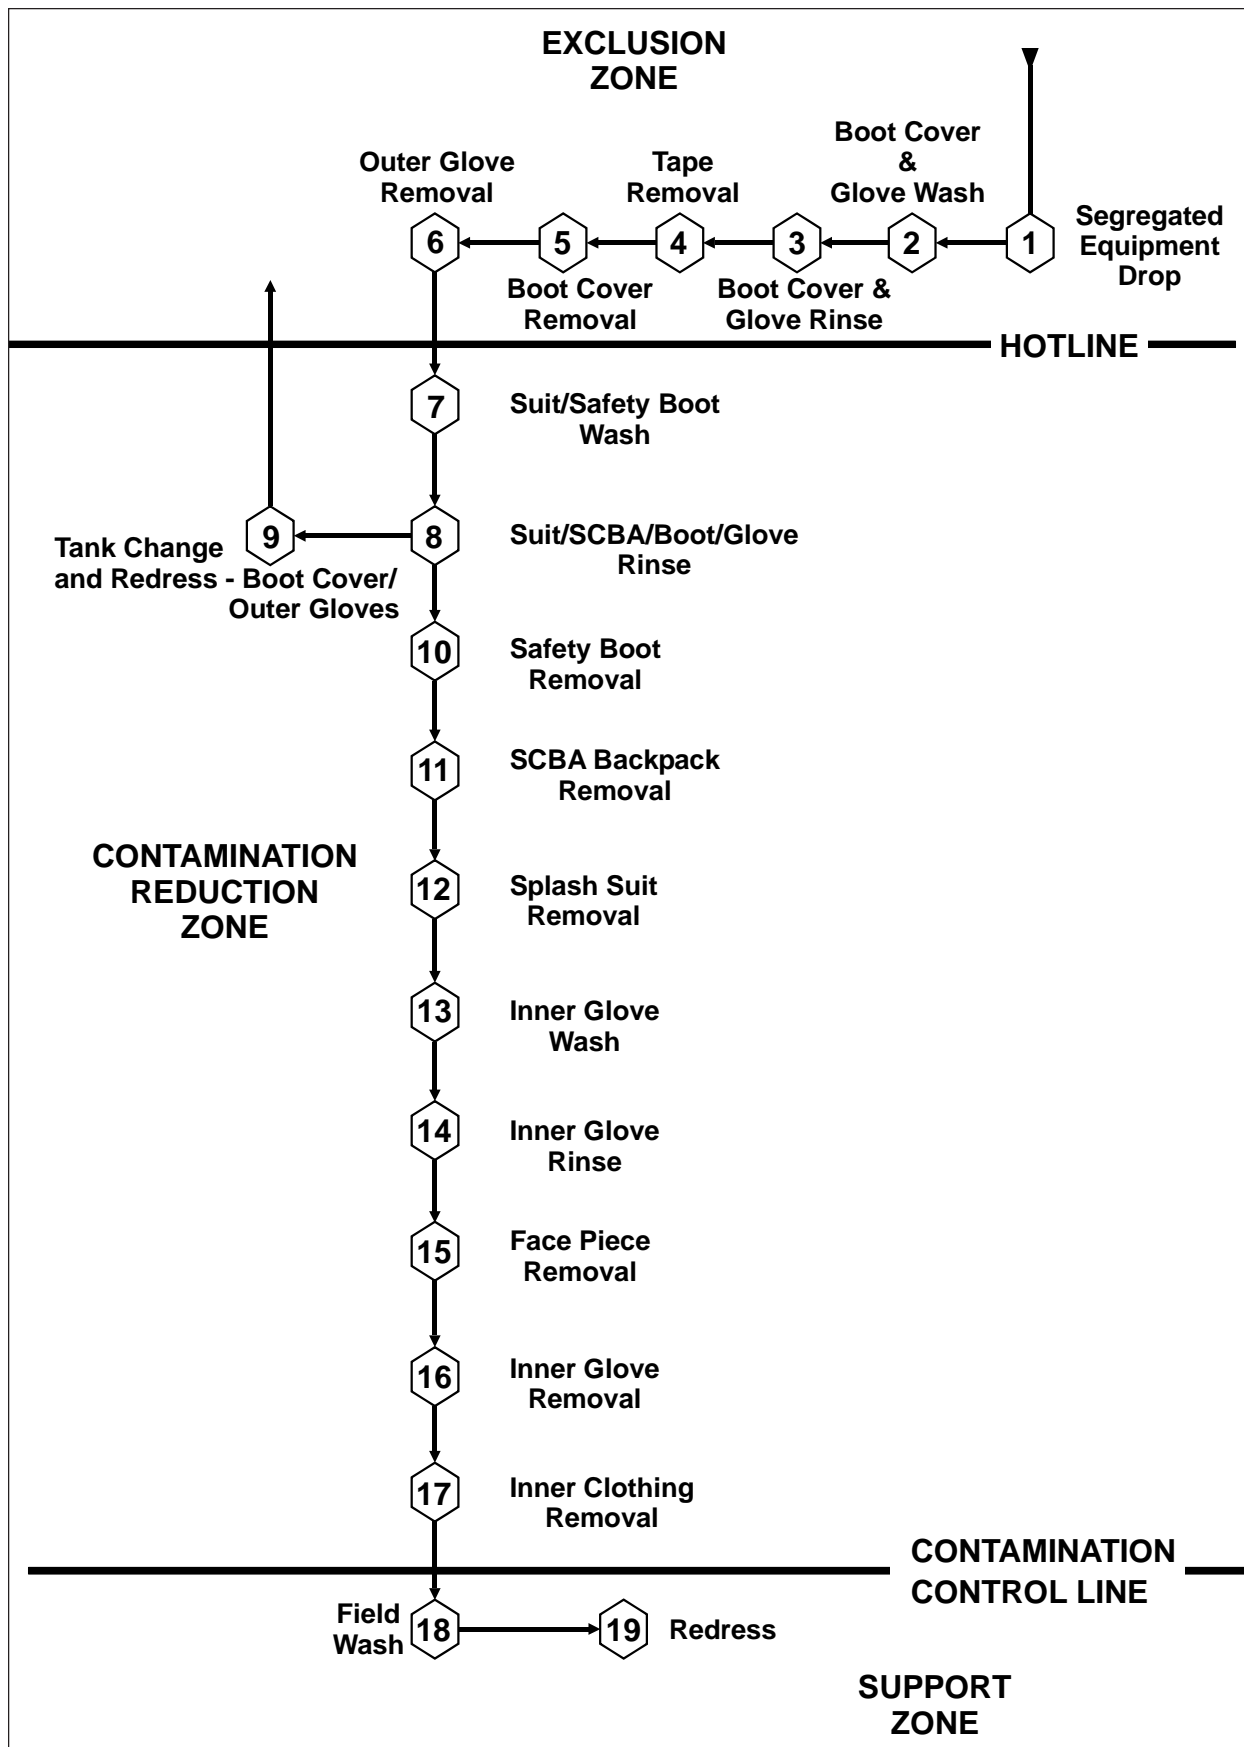 EXCLUSION
ZONE
Boot Cover
&
Glove Wash
Outer Glove
Removal
Tape
Removal
Segregated
Equipment
Drop
6
5
4
3
2
1
Boot Cover
Removal
Boot Cover &
Glove Rinse
HOTLINE
7
Suit/Safety Boot
Wash
9
8
Suit/SCBA/Boot/Glove
Rinse
Tank Change
and Redress - Boot Cover/
Outer Gloves
10
Safety Boot
Removal
11
SCBA Backpack
Removal
CONTAMINATION
REDUCTION
ZONE
12
Splash Suit
Removal
13
Inner Glove
Wash
14
Inner Glove
Rinse
15
Face Piece
Removal
16
Inner Glove
Removal
17
Inner Clothing
Removal
CONTAMINATION
CONTROL LINE
Field
Wash
18
19
Redress
SUPPORT
ZONE